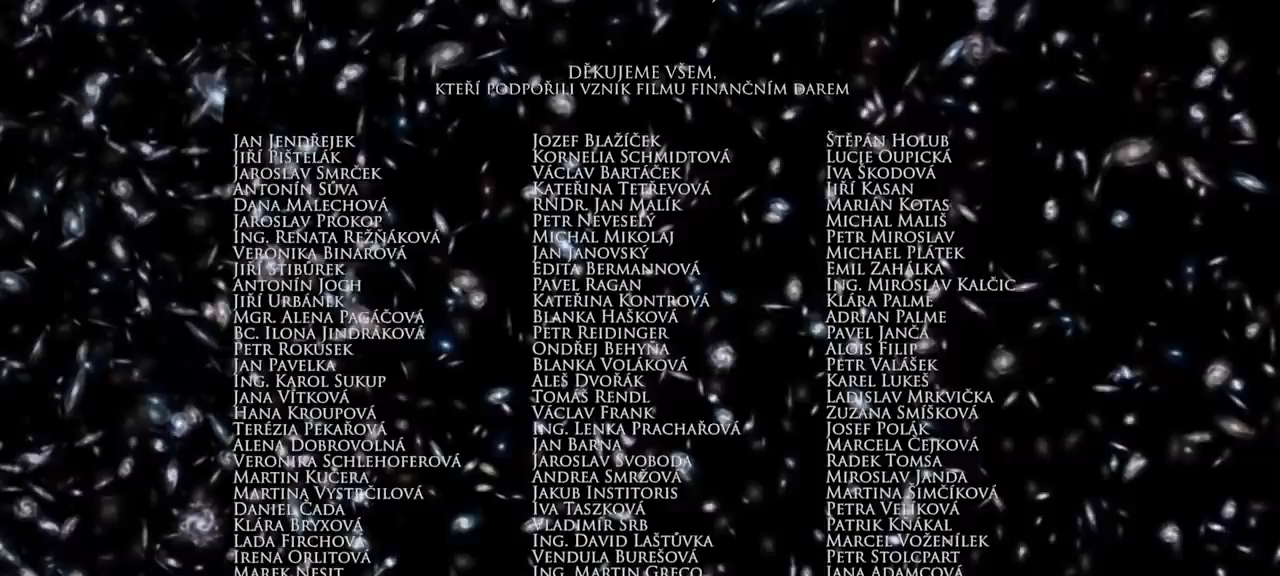 DĚKUJEME VŠEM,
KTEŘÍ PODPOŘILI VZNIK FILMU FINANČNÍM DAREM
JAN JENDŘEJEK
JIŘÍ PIŠTELÁK
JAROSLAV SMRČEK
ANTONÍN SŮVA
DANA MALECHOVÁ
JAROSLAV PROKOP
ING. RENATA REŽŇÁKOVÁ
VERONIKA BINAROVÁ
JIŘÍ STIBŮREK
ANTONÍN JOCH
JIŘÍ URBÁNEK
MGR. ALENA PAGÁČOVÁ
BC. ILONA JINDRÁKOVÁ
PETR ROKUSEK
JAN PAVELKA
ING. KAROL SUKUP
JANA VÍTKOVÁ
HANA KROUPOVÁ
TERÉZIA PEKAŘOVÁ
ALENA DOBROVOLNÁ
VERONIKA SCHLEHOFEROVÁ
MARTIN KUČERA
MARTINA VYSTRČILOVÁ
DANIEL ČADA
KLÁRA BRYXOVÁ
LADA FIRCHOVÁ
IRENA ORLITOVÁ
MAREK NESIT
JOZEF BLAŽÍČEK
KORNELIA SCHMIDTOVÁ
VÁCLAV BARTÁČEK
KATEŘINA TETŘEVOVÁ
RNDR. JAN MALÍK
PETR NEVESELÝ
MICHAL MIKOLAJ
JAN JANOVSKÝ
EDITA BERMANNOVÁ
PAVEL RAGAN
KATEŘINA KONTROVÁ
BLANKA HAŠKOVÁ
PETR REIDINGER
ONDŘEJ BEHYŇA
BLANKA VOLÁKOVÁ
ALEŠ DVOŘÁK
TOMÁŠ RENDL
VÁCLAV FRANK
ING. LENKA PRACHAŘOVÁ
JAN BARNA
JAROSLAV SVOBODA
ANDREA SMRŽOVÁ
JAKUB INSTITORIS
IVA TASZKOVÁ
VLADIMÍR SRB
ING. DAVID LAŠTŮVKA
VENDULA BUREŠOVÁ
ING. MARTIN GRECO
ŠTĚPÁN HOLUB
LUCIE OUPICKÁ
IVA ŠKODOVÁ
JIŘÍ KASAN
MARIÁN KOTAS
MICHAL MALIŠ
PETR MIROSLAV
MICHAEL PLÁTEK
EMIL ZAHÁLKA
ING. MIROSLAV KALČIC
KLÁRA PALME
ADRIAN PALME
PAVEL JANČA
ALOIS FILIP
PETR VALÁŠEK
KAREL LUKEŠ
LADISLAV MRKVIČKA
ZUZANA SMÍŠKOVÁ
JOSEF POLÁK
MARCELA ČEJKOVÁ
RADEK TOMSA
MIROSLAV JANDA
MARTINA ŠIMČÍKOVÁ
PETRA VELÍKOVÁ
PATRIK KŇÁKAL
MARCEL VOŽENÍLEK
PETR STOLCPART
JANA ADAMCOVÁ